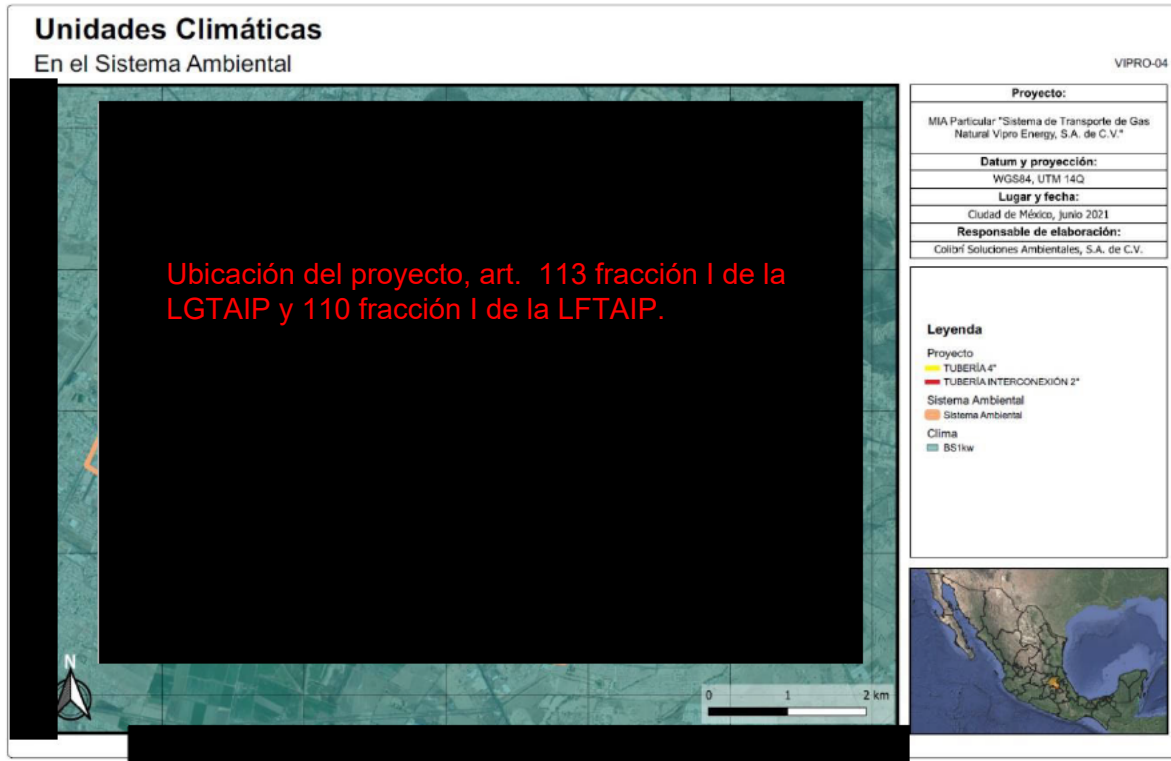 Unidades Climáticas
En el Sistema Ambiental
VIPRO-04
Ubicación del proyecto, art. 113 fracción I de la
LGTAIP y 110 fracción I de la LFTAIP.
N
0 1 2 km
Proyecto:
MIA Particular "Sistema de Transporte de Gas
Natural Vipro Energy, S.A. de C.V."
Datum y proyección:
WGS84, UTM 14Q
Lugar y fecha:
Ciudad de México, junio 2021
Responsable de elaboración:
Colibrí Soluciones Ambientales, S.A. de C.V.
Leyenda
Proyecto
TUBERÍA 4"
TUBERÍA INTERCONEXIÓN 2"
Sistema Ambiental
Sistema Ambiental
Clima
BS1kw